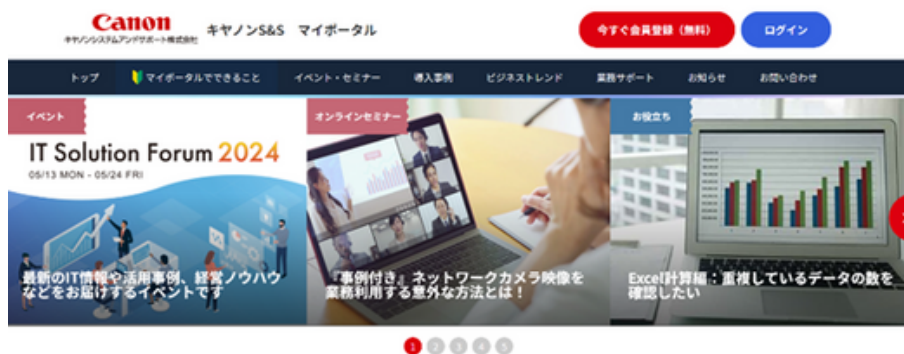 Canon
キヤノンシステムアンドサポート株式会社
キヤノンS&S マイポータル
今すぐ会員登録（無料）
ログイン
トップ
マイポータルでできること
イベント・セミナー
導入事例
ビジネストレンド
業務サポート
お知らせ
お問い合わせ
イベント
IT Solution Forum 2024
05/13 MON - 05/24 FRI
最新のIT情報や活用事例、経営ノウハウ
などをお届けするイベントです
オンラインセミナー
『事例付き』ネットワークカメラ映像を
業務利用する意外な方法とは！
お役立ち
Excel計算編：重複しているデータの数を
確認したい
1
2
3
4
5